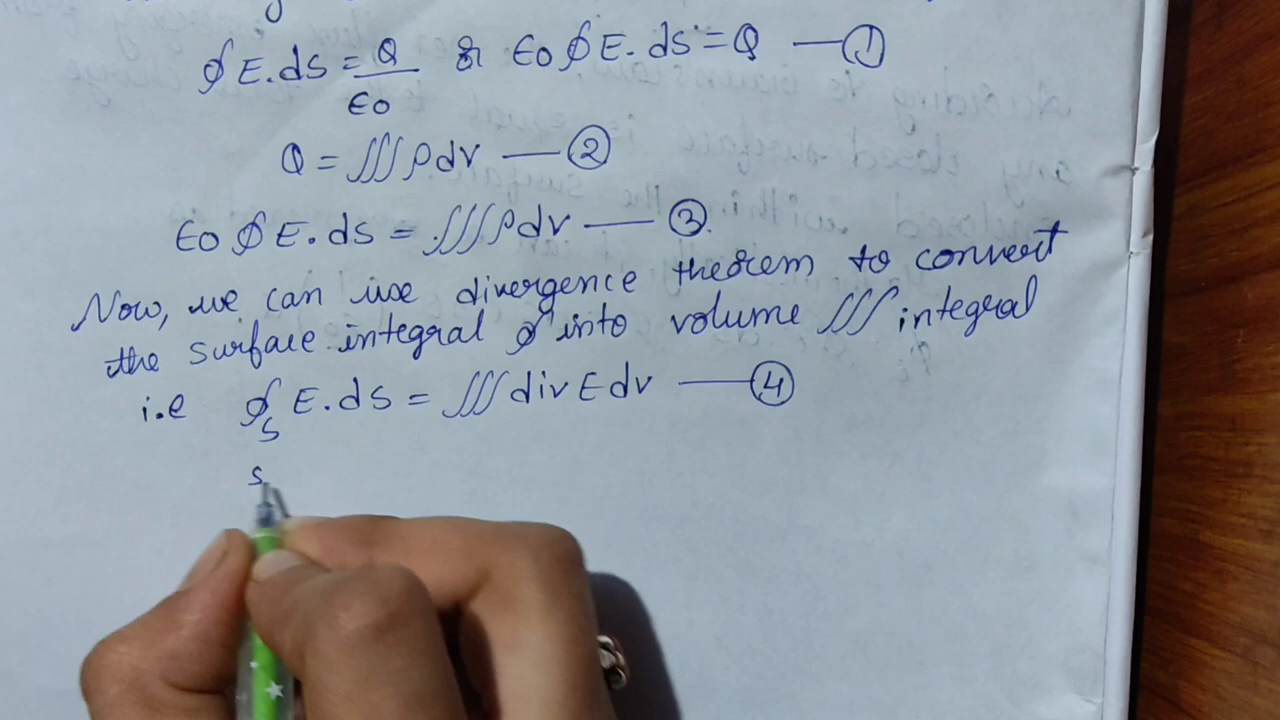 ∮E.ds = Q/ϵ0 or ϵ0∮E.ds = Q — ①
Q = ∭ρdv — ②
ϵ0∮E.ds = ∭ρdv — ③
Now, we can use divergence theorem to convert
the surface integral ∮ into volume ∭ integral
i.e ∮s E.ds = ∭div E dv — ④
s